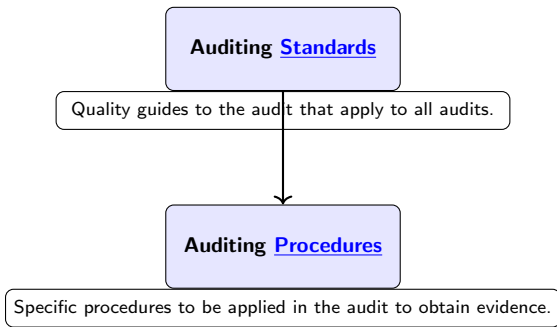 Auditing Standards
Quality guides to the audit that apply to all audits.
Auditing Procedures
Specific procedures to be applied in the audit to obtain evidence.